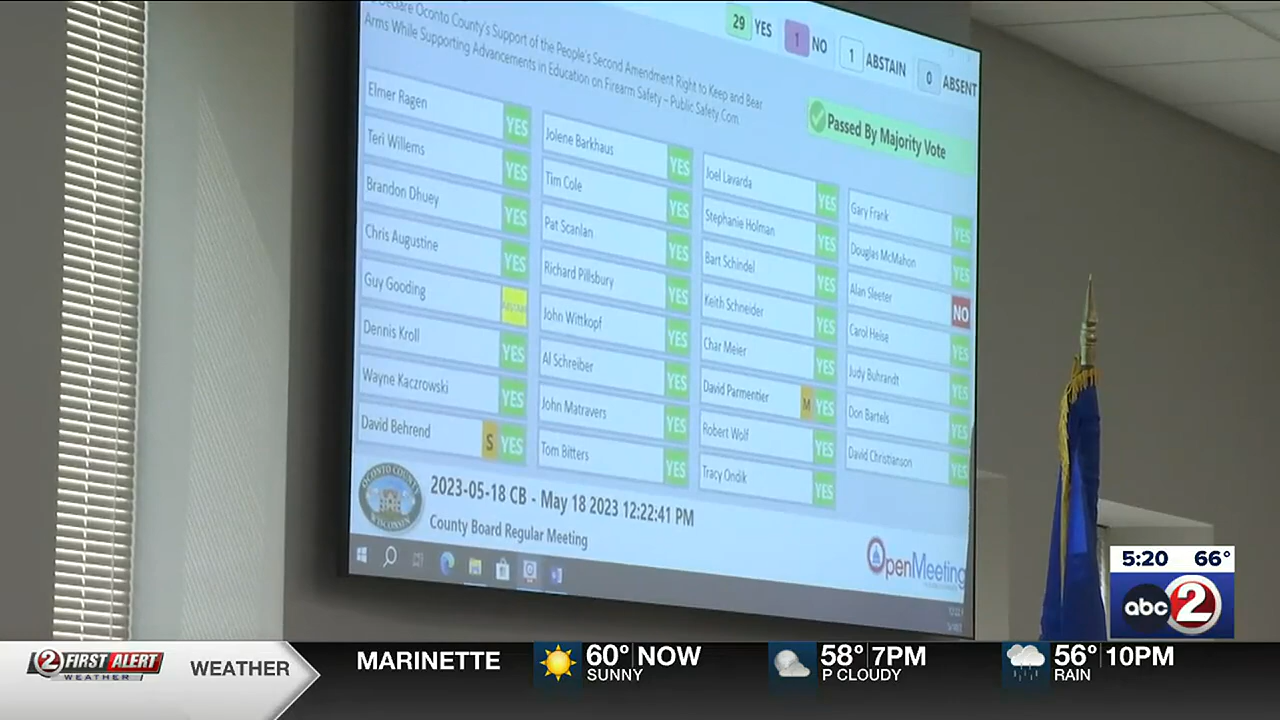 29 YES 1 NO 1 ABSTAIN 0 ABSENT
Declare Oconto County's Support of the People's Second Amendment Right to Keep and Bear
Arms While Supporting Advancements in Education on Firearm Safety – Public Safety Com.
Passed By Majority Vote
Elmer Ragen YES
Teri Willems YES
Brandon Dhuey YES
Chris Augustine YES
Guy Gooding ABSTAIN
Dennis Kroll YES
Wayne Kaczrowski YES
David Behrend S YES
Jolene Barkhaus YES
Tim Cole YES
Pat Scanlan YES
Richard Pillsbury YES
John Wittkopf YES
Al Schreiber YES
John Matravers YES
Tom Bitters YES
Joel Lavarda YES
Stephanie Holman YES
Bart Schindel YES
Keith Schneider YES
Char Meier YES
David Parmentier M YES
Robert Wolf YES
Tracy Ondik YES
Gary Frank YES
Douglas McMahon YES
Alan Sleeter NO
Carol Heise YES
Judy Buhrandt YES
Don Bartels YES
David Christianson YES
OCONTO COUNTY
WISCONSIN
2023-05-18 CB - May 18 2023 12:22:41 PM
County Board Regular Meeting
OpenMeeting
5:20 66°
abc 2
2 FIRST ALERT
WEATHER
WEATHER
MARINETTE
60° NOW
SUNNY
58° 7PM
P CLOUDY
56° 10PM
RAIN